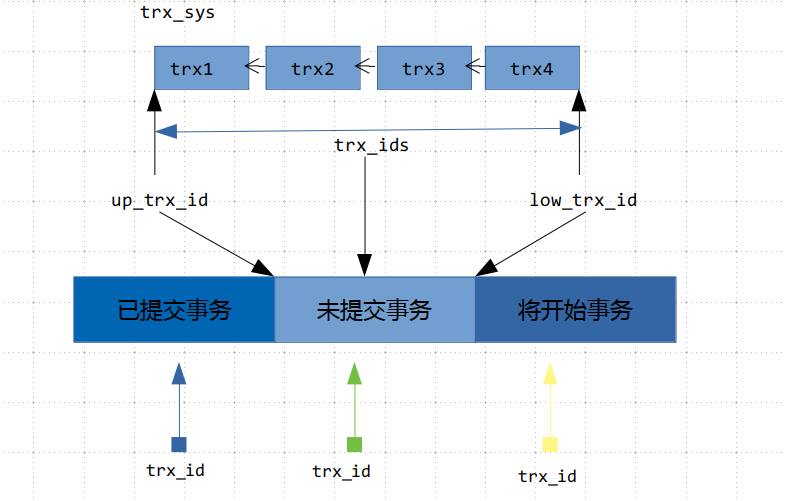 trx_sys
trx1 trx2 trx3 trx4
trx_ids
up_trx_id low_trx_id
已提交事务 未提交事务 将开始事务
trx_id trx_id trx_id